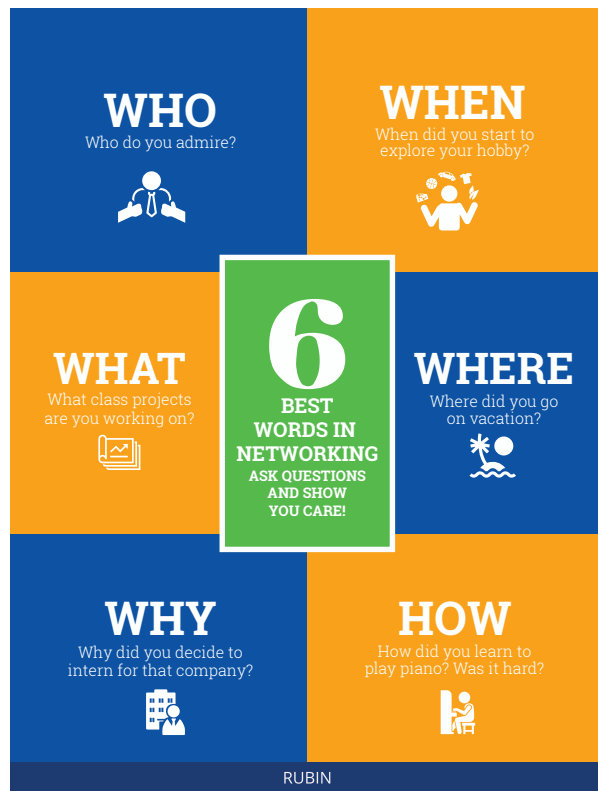 WHO
Who do you admire?
WHEN
When did you start to
explore your hobby?
WHAT
What class projects
are you working on?
6
BEST
WORDS IN
NETWORKING
ASK QUESTIONS
AND SHOW
YOU CARE!
WHERE
Where did you go
on vacation?
WHY
Why did you decide to
intern for that company?
HOW
How did you learn to
play piano? Was it hard?
RUBIN